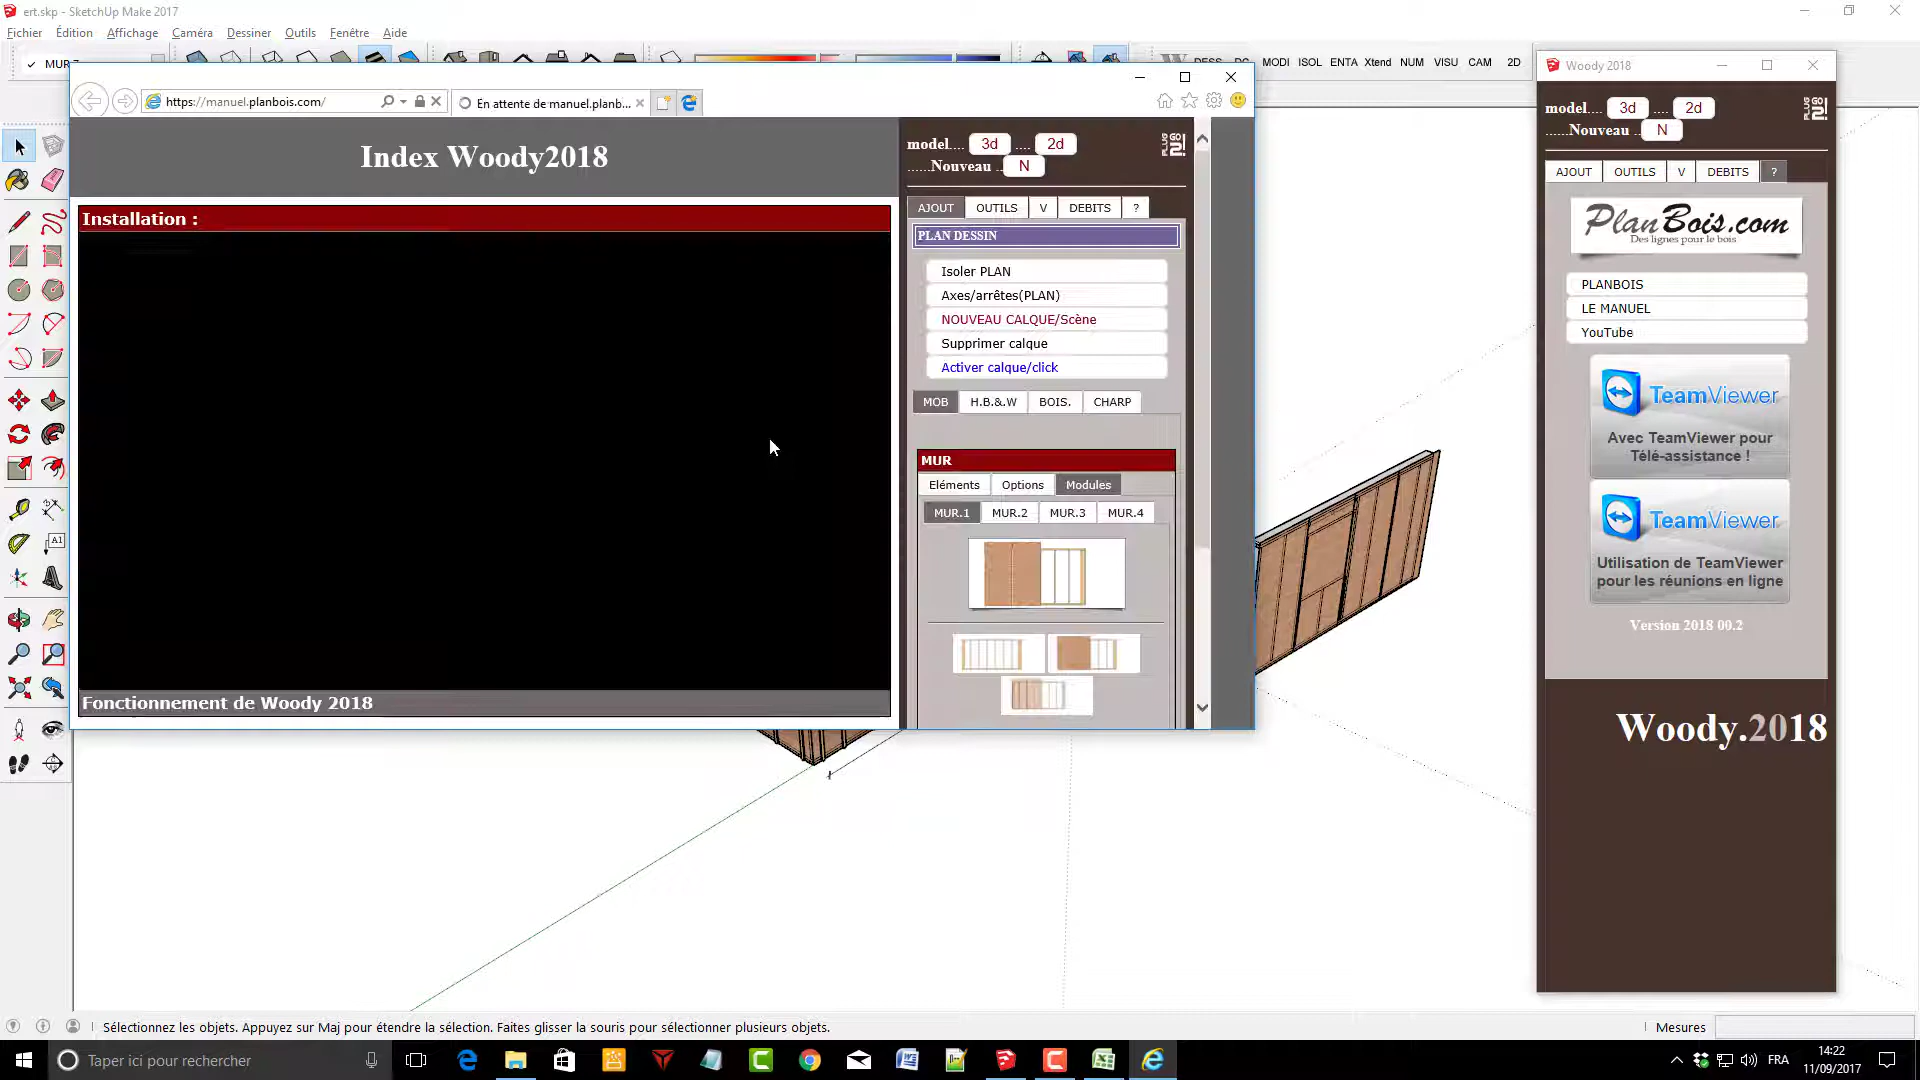 ert.skp - SketchUp Make 2017
Fichier Édition Affichage Caméra Dessiner Outils Fenêtre Aide
MODI ISOL ENTA Xtend NUM VISU CAM 2D
https://manuel.planbois.com/
En attente de manuel.planb...
Index Woody2018
Installation :
Fonctionnement de Woody 2018
model.... 3d .... 2d
......Nouveau .. N
AJOUT OUTILS V DEBITS ?
PLAN DESSIN
Isoler PLAN
Axes/arrêtes(PLAN)
NOUVEAU CALQUE/Scène
Supprimer calque
Activer calque/click
MOB H.B.&.W BOIS. CHARP
MUR
Eléments Options Modules
MUR.1 MUR.2 MUR.3 MUR.4
Woody 2018
model.... 3d .... 2d
......Nouveau .. N
AJOUT OUTILS V DEBITS ?
PlanBois.com
Des lignes pour le bois
PLANBOIS
LE MANUEL
YouTube
TeamViewer
Avec TeamViewer pour
Télé-assistance !
TeamViewer
Utilisation de TeamViewer
pour les réunions en ligne
Version 2018 00.2
Woody.2018
A1
Sélectionnez les objets. Appuyez sur Maj pour étendre la sélection. Faites glisser la souris pour sélectionner plusieurs objets.
Mesures
Taper ici pour rechercher
FRA
14:22
11/09/2017